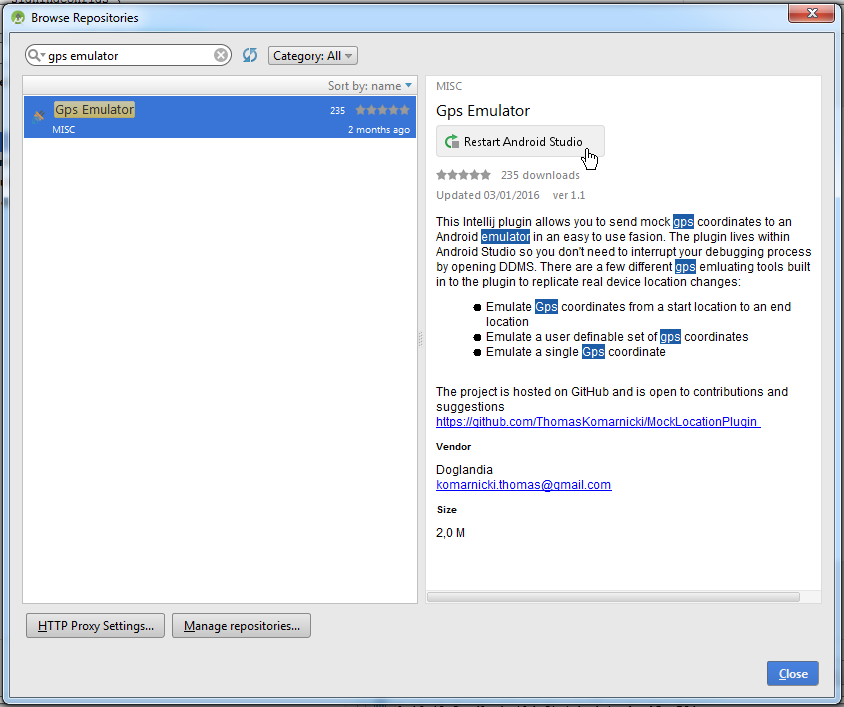 Browse Repositories
gps emulator
Category: All
Sort by: name
Gps Emulator
235
MISC
2 months ago
MISC
Gps Emulator
Restart Android Studio
235 downloads
Updated 03/01/2016 ver 1.1
This Intellij plugin allows you to send mock gps coordinates to an
Android emulator in an easy to use fasion. The plugin lives within
Android Studio so you don't need to interrupt your debugging process
by opening DDMS. There are a few different gps emluating tools built
in to the plugin to replicate real device location changes:
● Emulate Gps coordinates from a start location to an end
location
● Emulate a user definable set of gps coordinates
● Emulate a single Gps coordinate
The project is hosted on GitHub and is open to contributions and
suggestions
https://github.com/ThomasKomarnicki/MockLocationPlugin
Vendor
Doglandia
komarnicki.thomas@gmail.com
Size
2,0 M
HTTP Proxy Settings...
Manage repositories...
Close